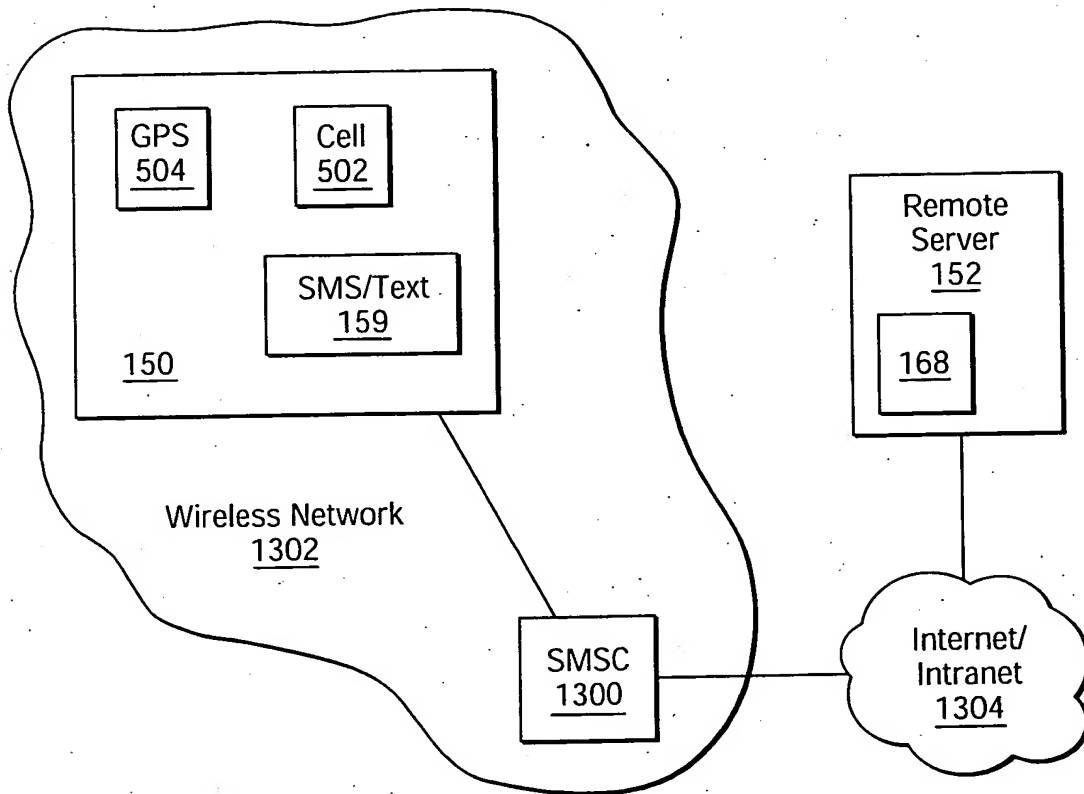 GPS
504
Cell
502
SMS/Text
159
150
Remote
Server
152
168
Wireless Network
1302
SMSC
1300
Internet/
Intranet
1304